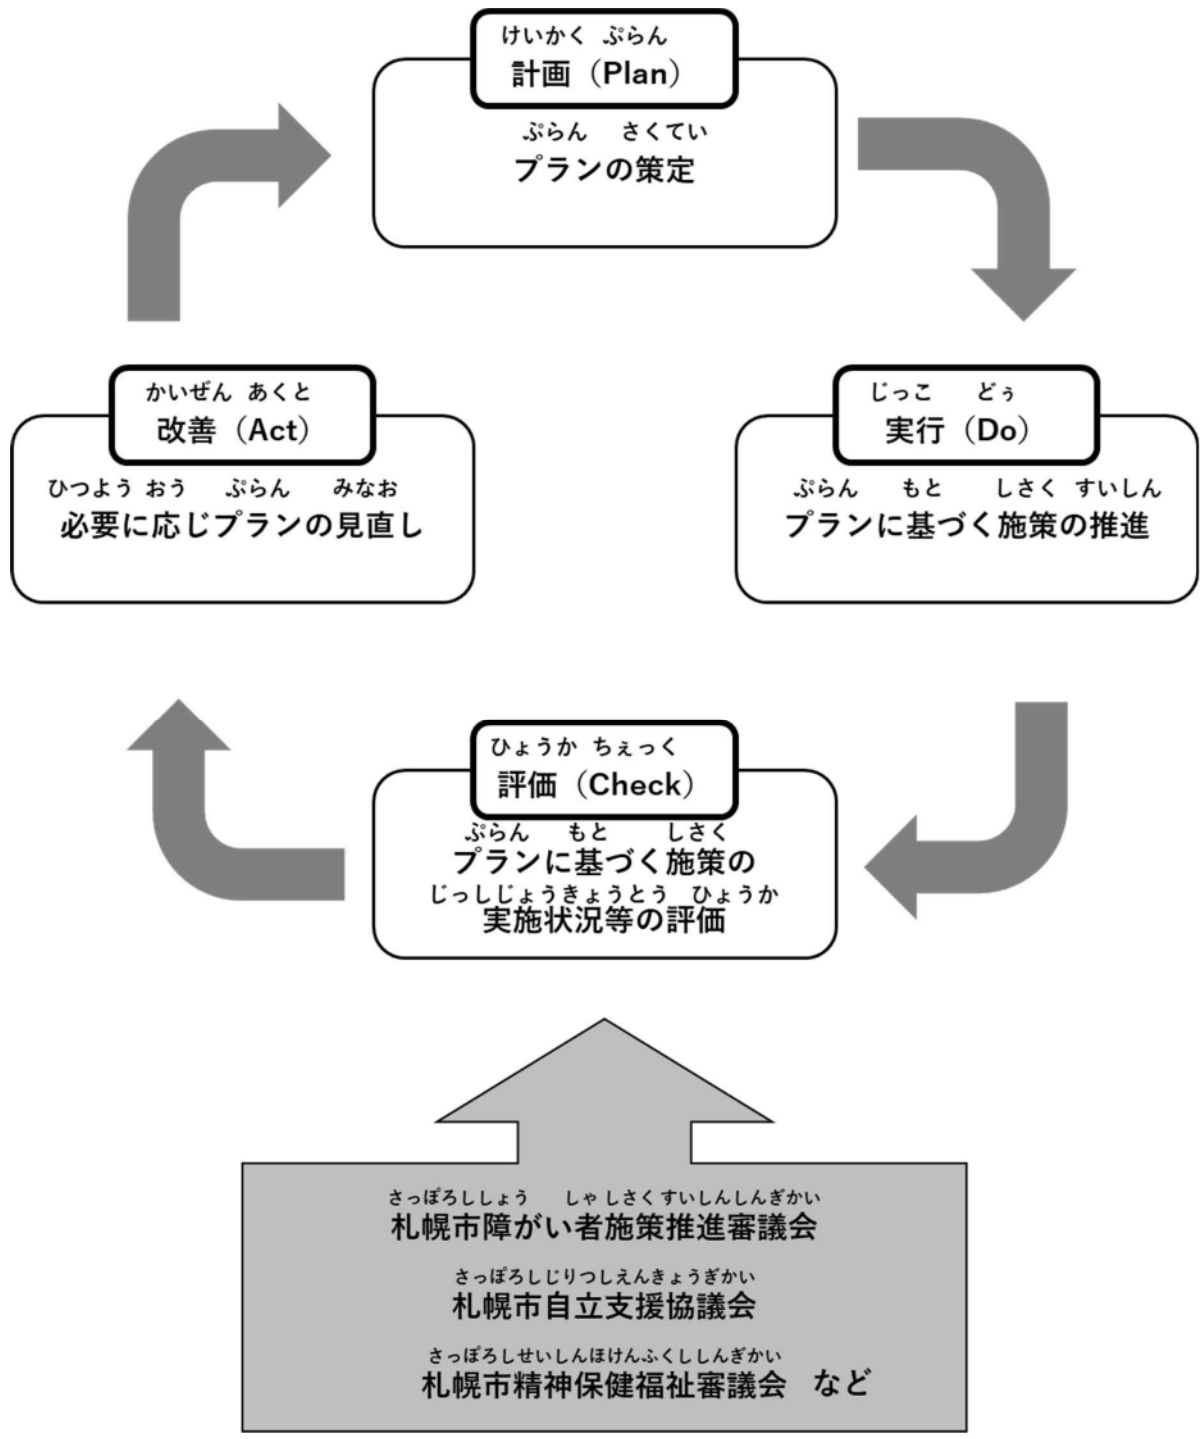 けいかく ぷらん
計画（Plan）
ぷらん さくてい
プランの策定
かいぜん あくと
改善（Act）
ひつよう おう ぷらん みなお
必要に応じプランの見直し
じっこ どぅ
実行（Do）
ぷらん もと しさく すいしん
プランに基づく施策の推進
ひょうか ちぇっく
評価（Check）
ぷらん もと しさく
プランに基づく施策の
じっしじょうきょうとう ひょうか
実施状況等の評価
さっぽろししょう しゃ しさくすいしんしんぎかい
札幌市障がい者施策推進審議会
さっぽろしじりつしえんきょうぎかい
札幌市自立支援協議会
さっぽろしせいしんほけんふくししんぎかい
札幌市精神保健福祉審議会 など